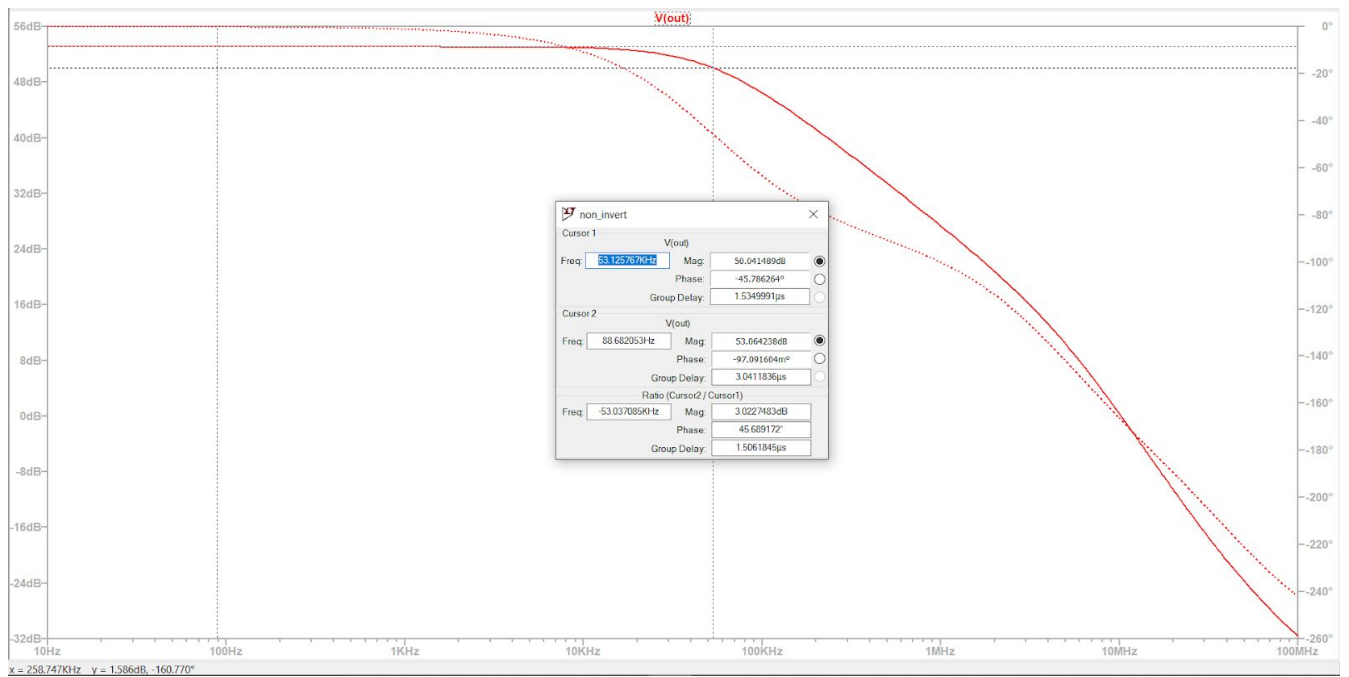 V(out)
56dB
48dB
40dB
32dB
24dB
16dB
8dB
0dB
-8dB
-16dB
-24dB
-32dB
0°
-20°
-40°
-60°
-80°
-100°
-120°
-140°
-160°
-180°
-200°
-220°
-240°
-260°
non_invert
Cursor 1
V(out)
Freq: 53.125767KHz Mag: 50.041489dB
Phase: -45.786264°
Group Delay: 1.5349991µs
Cursor 2
V(out)
Freq: 88.682053Hz Mag: 53.064238dB
Phase: -97.091604m°
Group Delay: 3.0411836µs
Ratio (Cursor2 / Cursor1)
Freq: -53.037085KHz Mag: 3.0227483dB
Phase: 45.689172°
Group Delay: 1.5061845µs
10Hz 100Hz 1KHz 10KHz 100KHz 1MHz 10MHz 100MHz
x = 258.747KHz y = 1.586dB, -160.770°